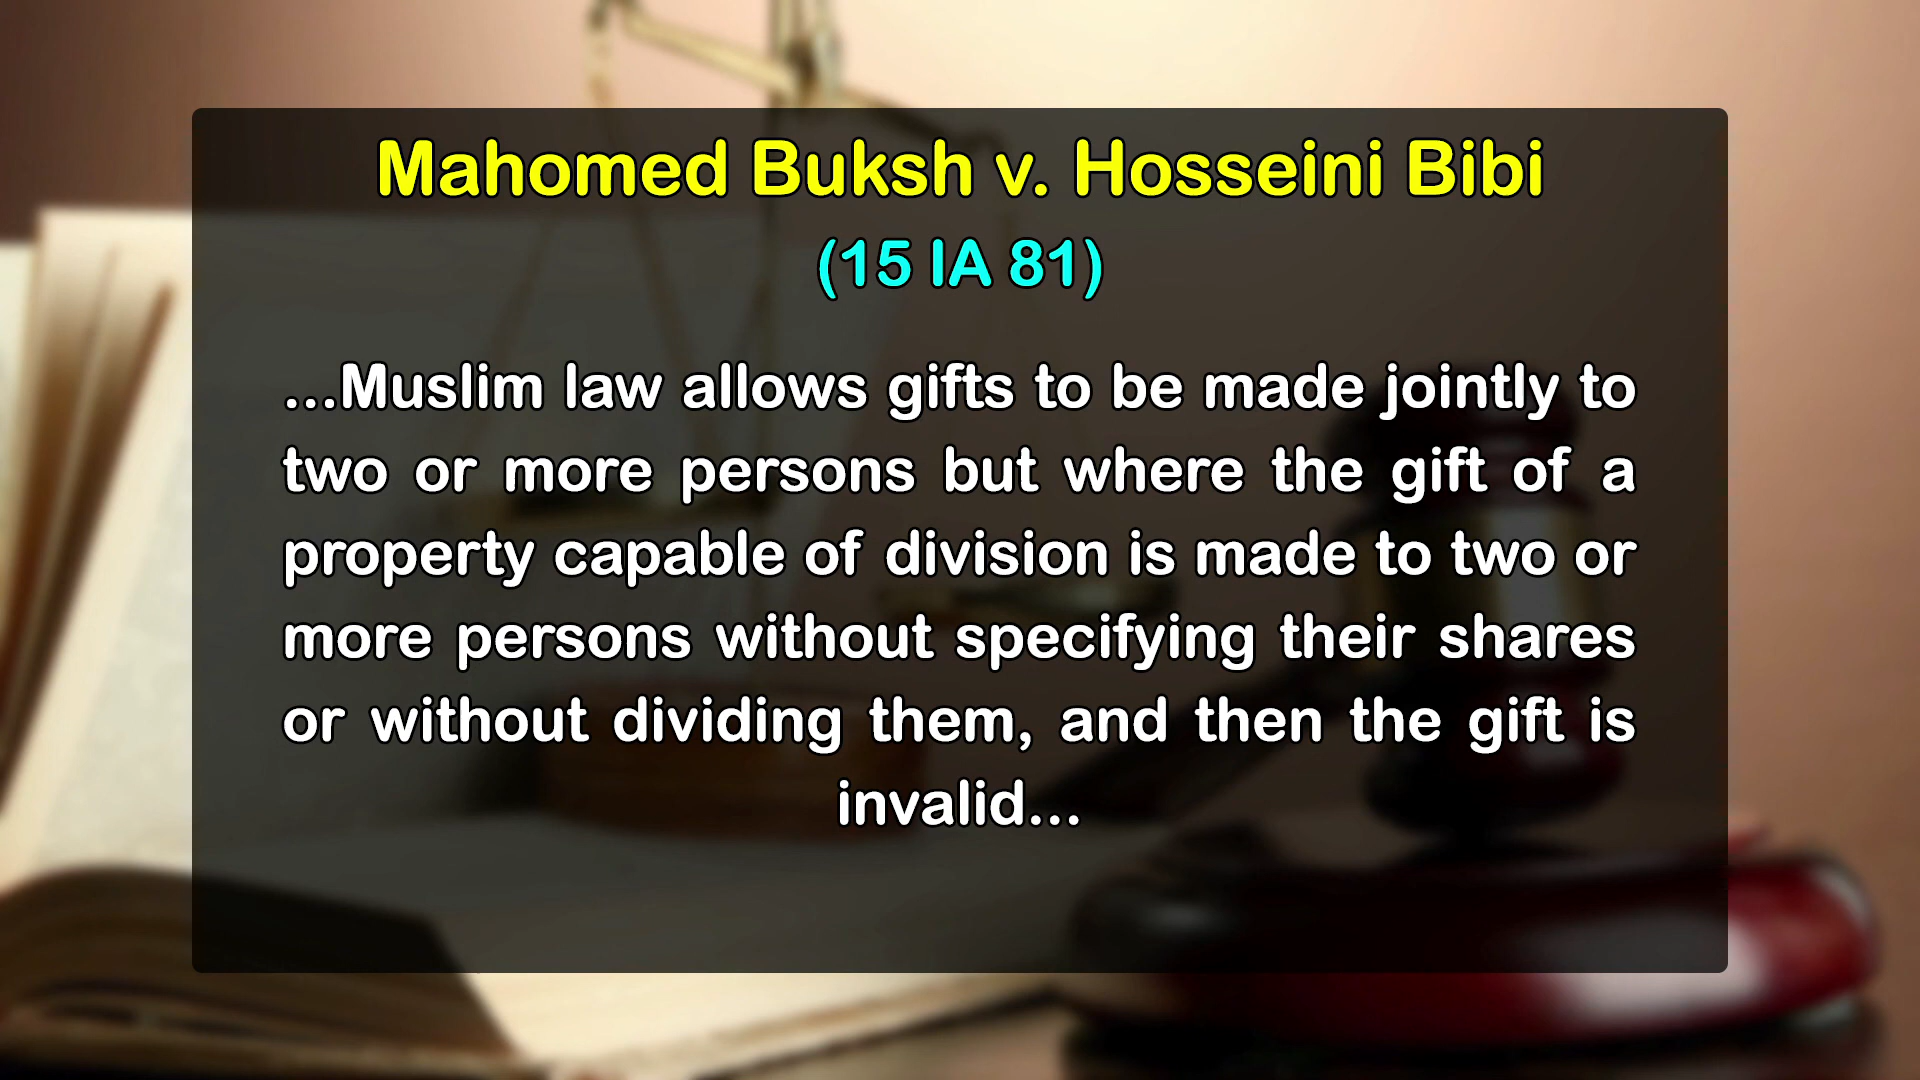 Mahomed Buksh v. Hosseini Bibi
(15 IA 81)
...Muslim law allows gifts to be made jointly to
two or more persons but where the gift of a
property capable of division is made to two or
more persons without specifying their shares
or without dividing them, and then the gift is
invalid...